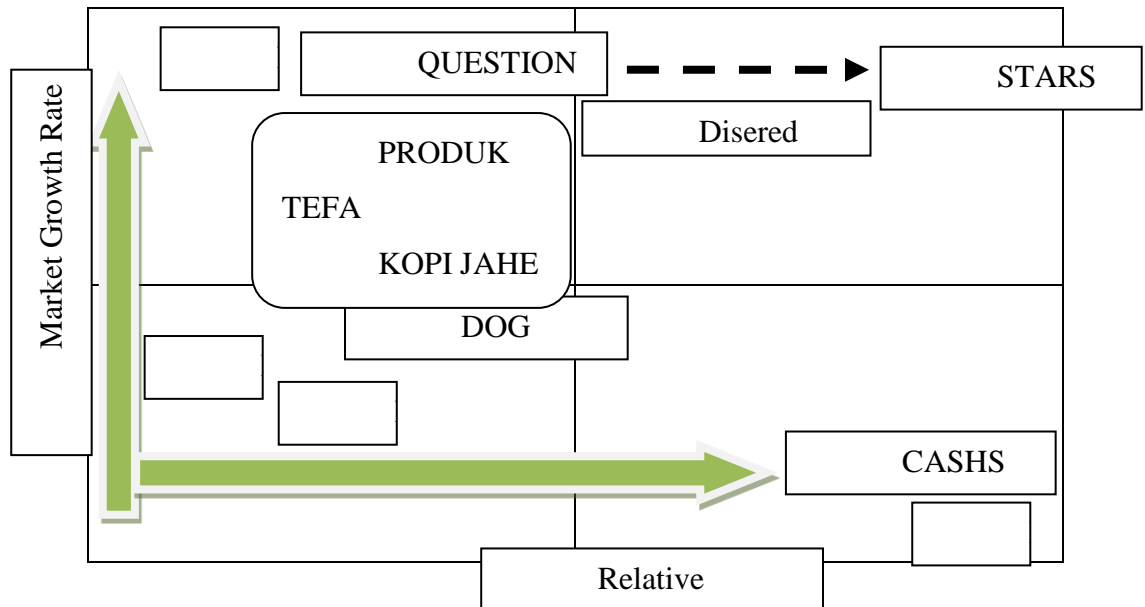 QUESTION
STARS
Disered
Market Growth Rate
PRODUK
TEFA
KOPI JAHE
DOG
CASHS
Relative